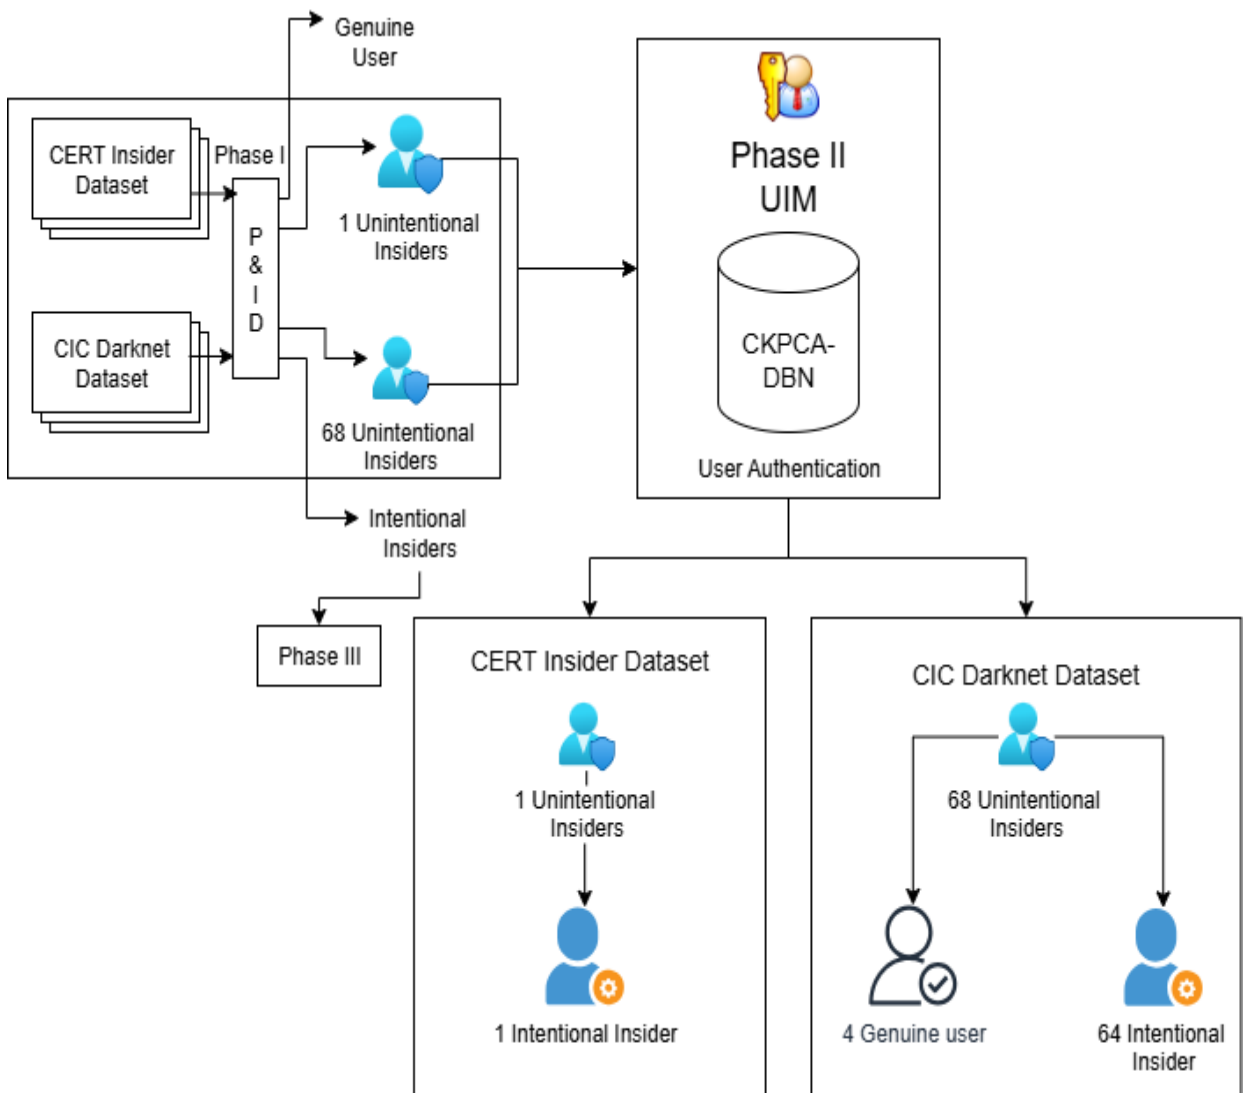 Genuine
User
CERT Insider
Dataset
Phase I
P
&
I
D
1 Unintentional
Insiders
CIC Darknet
Dataset
68 Unintentional
Insiders
Intentional
Insiders
Phase III
Phase II
UIM
CKPCA-
DBN
User Authentication
CERT Insider Dataset
1 Unintentional
Insiders
1 Intentional Insider
CIC Darknet Dataset
68 Unintentional
Insiders
4 Genuine user
64 Intentional
Insider